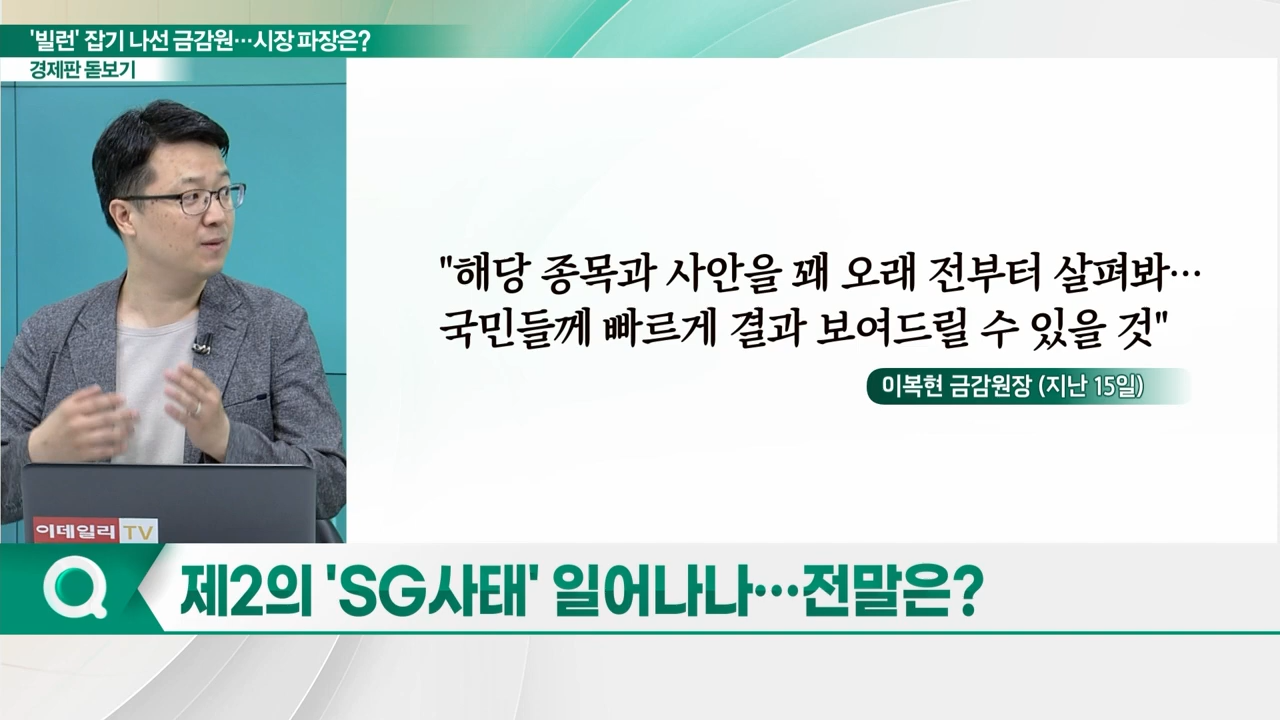 '빌런' 잡기 나선 금감원…시장 파장은?
경제판 돋보기
"해당 종목과 사안을 꽤 오래 전부터 살펴봐…
국민들께 빠르게 결과 보여드릴 수 있을 것"
이복현 금감원장 (지난 15일)
이데일리 TV
제2의 'SG사태' 일어나나…전말은?